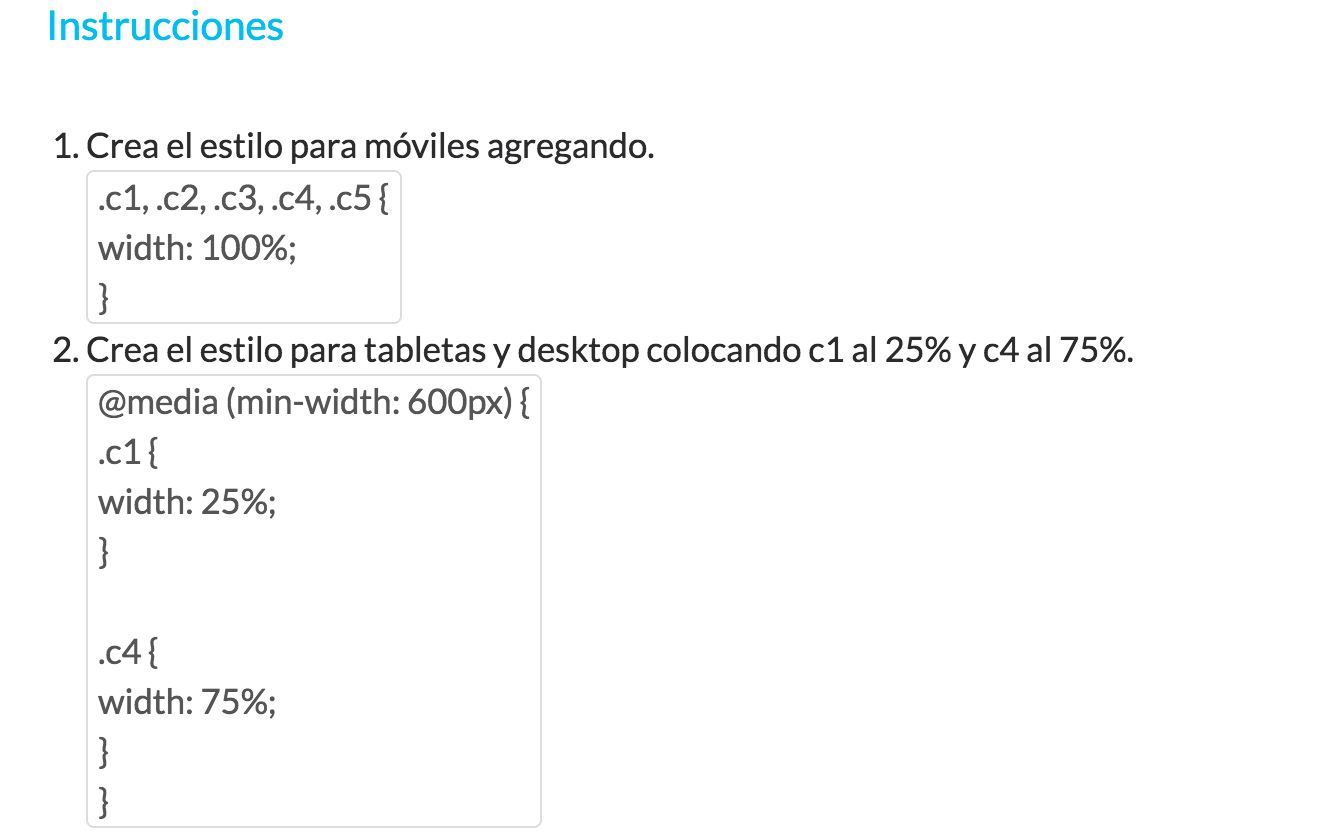 Instrucciones
1. Crea el estilo para móviles agregando.
.c1, .c2, .c3, .c4, .c5 {
width: 100%;
}
2. Crea el estilo para tabletas y desktop colocando c1 al 25% y c4 al 75%.
@media (min-width: 600px) {
.c1 {
width: 25%;
}
.c4 {
width: 75%;
}
}